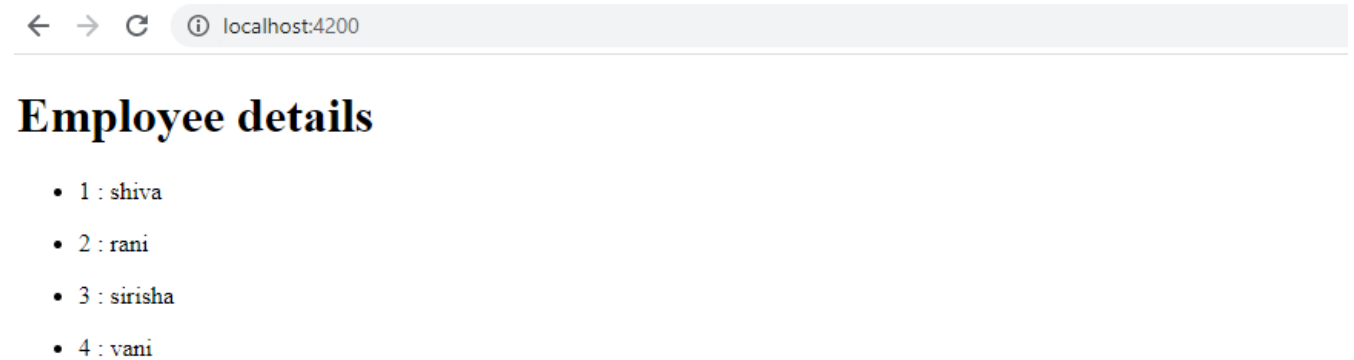 localhost:4200
Employee details
1 : shiva
2 : rani
3 : sirisha
4 : vani